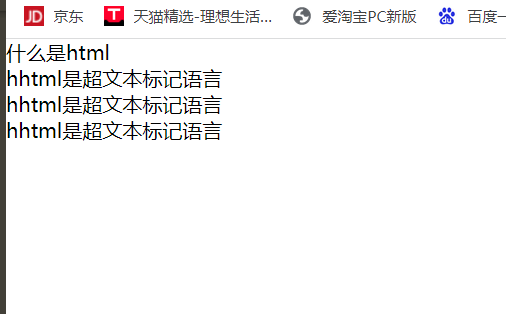 JD 京东 T 天猫精选-理想生活... 爱淘宝PC新版 du 百度一
什么是html
hhtml是超文本标记语言
hhtml是超文本标记语言
hhtml是超文本标记语言